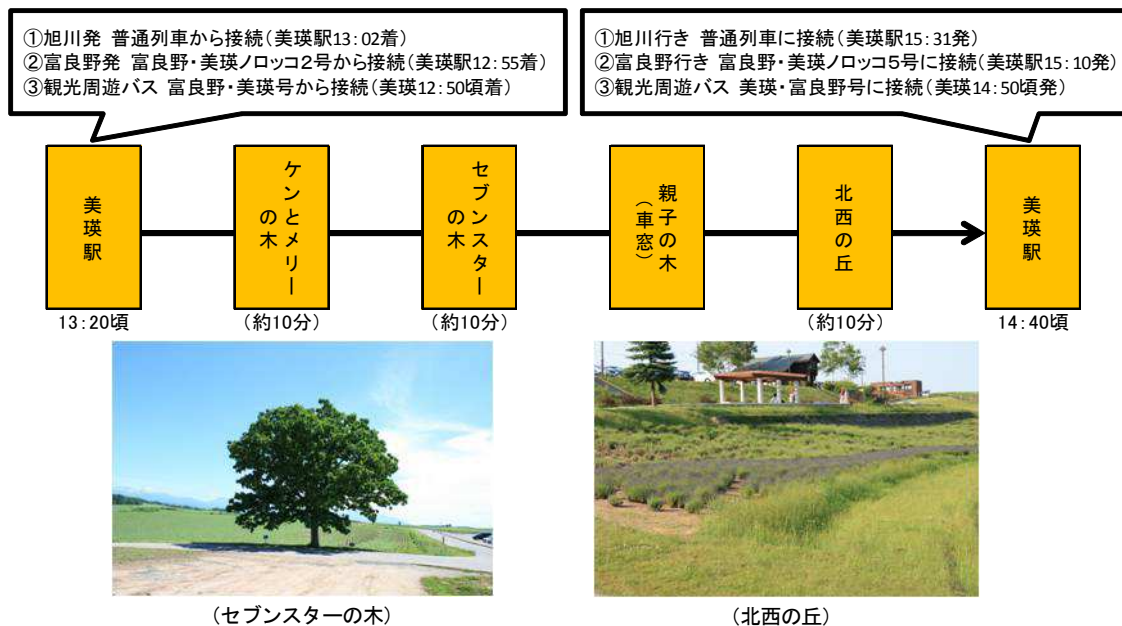 ①旭川発 普通列車から接続(美瑛駅13:02着)
②富良野発 富良野・美瑛ノロッコ2号から接続(美瑛駅12:55着)
③観光周遊バス 富良野・美瑛号から接続(美瑛12:50頃着)
①旭川行き 普通列車に接続(美瑛駅15:31発)
②富良野行き 富良野・美瑛ノロッコ5号に接続(美瑛駅15:10発)
③観光周遊バス 美瑛・富良野号に接続(美瑛14:50頃発)
美瑛駅
13:20頃
ケンとメリー
の木
(約10分)
セブンスター
の木
(約10分)
親子の木
(車窓)
北西の丘
(約10分)
美瑛駅
14:40頃
(セブンスターの木)
(北西の丘)